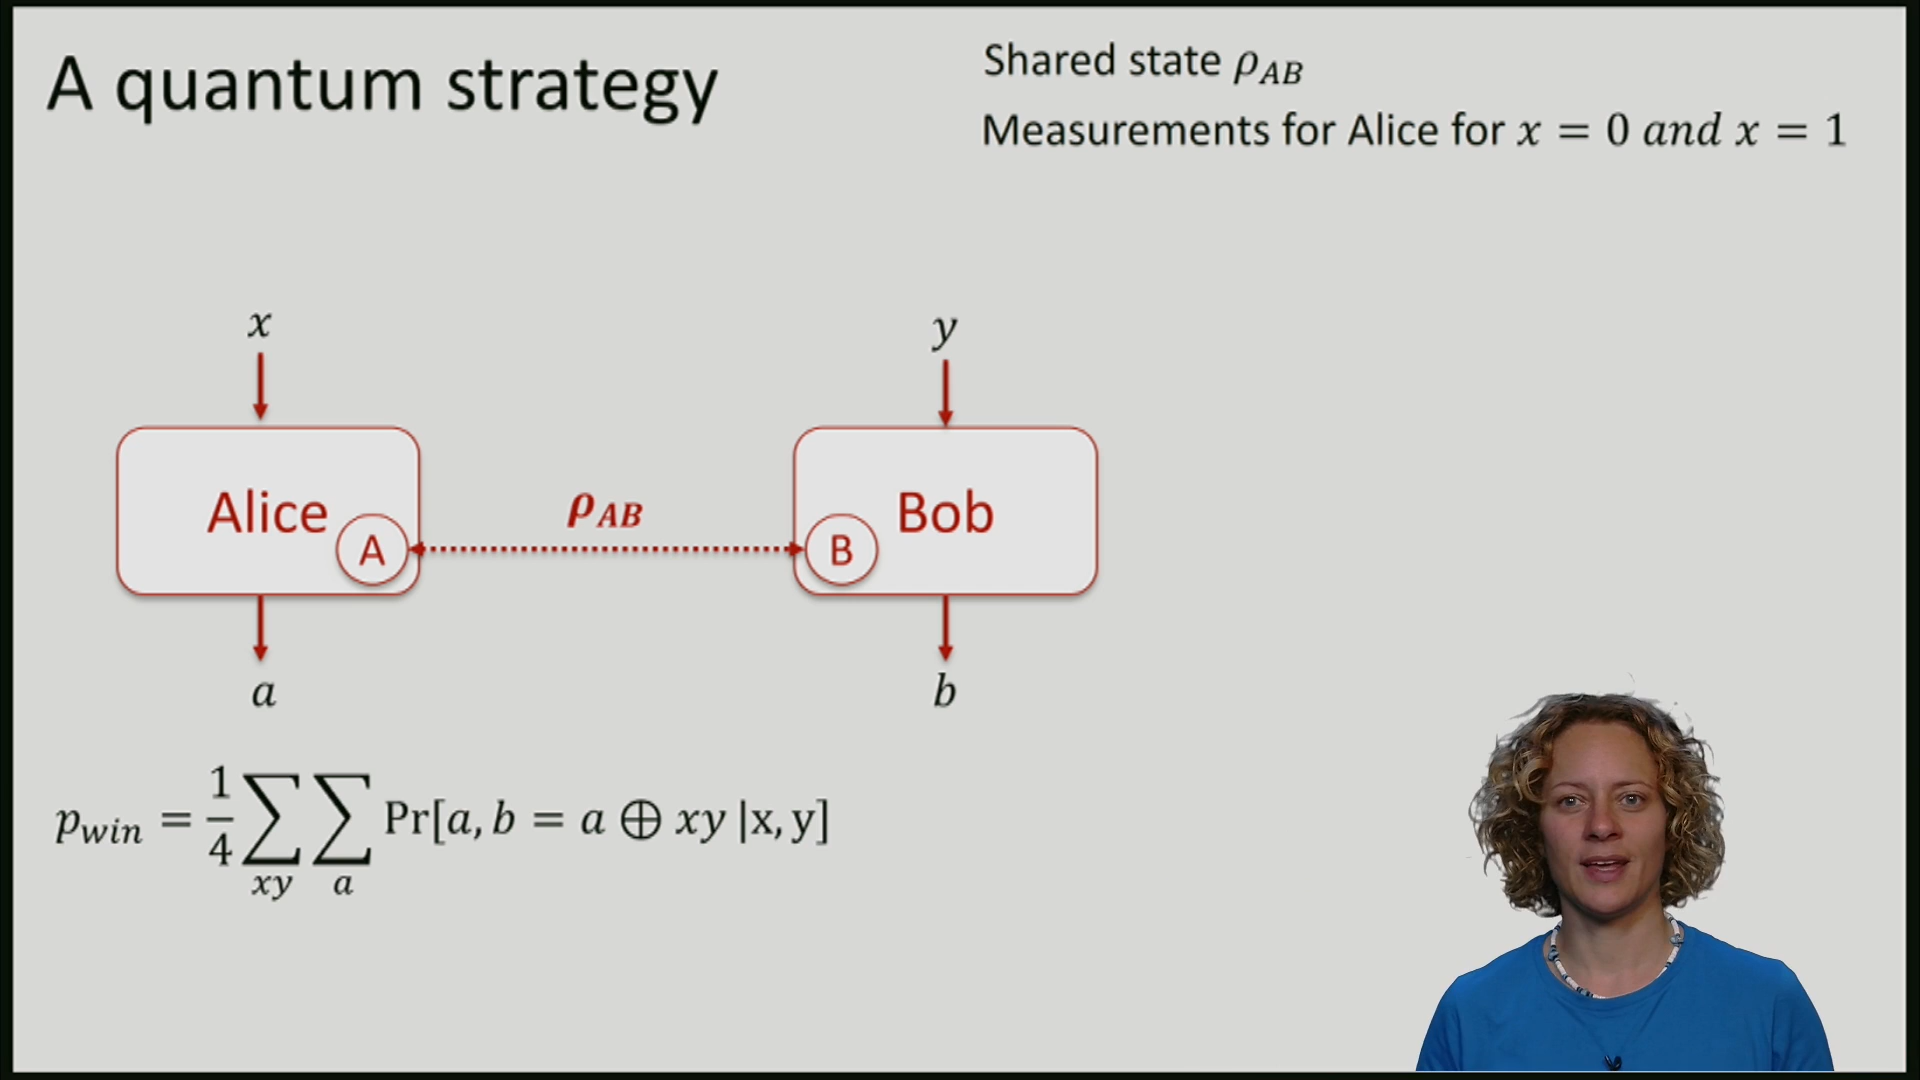 A quantum strategy
Shared state ρ_AB
Measurements for Alice for x = 0 and x = 1
x
y
Alice
A
ρ_AB
B
Bob
a
b
p_win = 1/4 ∑_xy ∑_a Pr[a, b = a ⊕ xy |x, y]